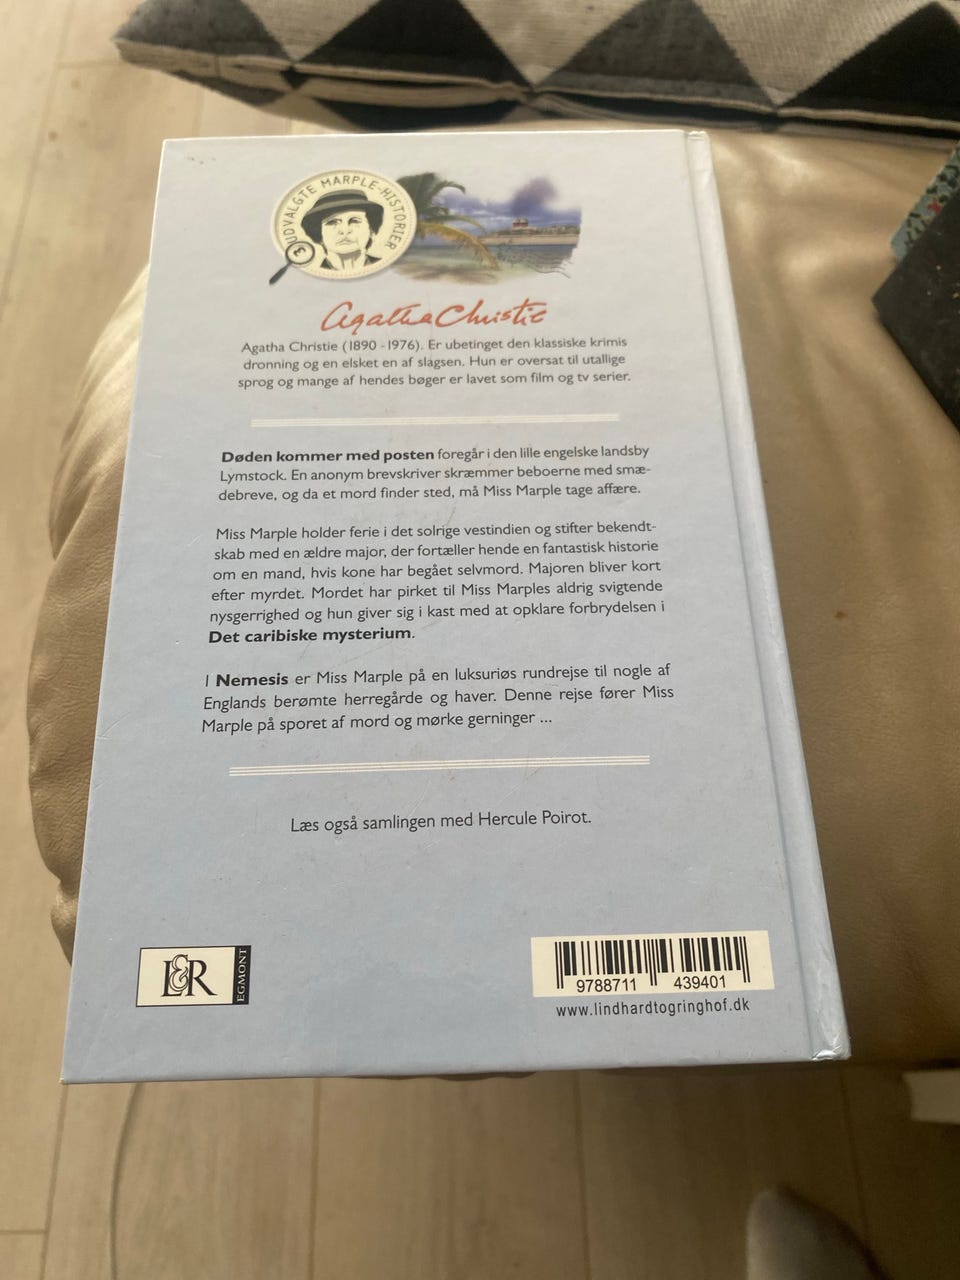 3 UDVALGTE MARPLE-HISTORIER
Agatha Christie
Agatha Christie (1890 -1976). Er ubetinget den klassiske krimis
dronning og en elsket en af slagsen. Hun er oversat til utallige
sprog og mange af hendes bøger er lavet som film og tv serier.
Døden kommer med posten foregår i den lille engelske landsby
Lymstock. En anonym brevskriver skræmmer beboerne med smæ-
debreve, og da et mord finder sted, må Miss Marple tage affære.
Miss Marple holder ferie i det solrige vestindien og stifter bekendt-
skab med en ældre major, der fortæller hende en fantastisk historie
om en mand, hvis kone har begået selvmord. Majoren bliver kort
efter myrdet. Mordet har pirket til Miss Marples aldrig svigtende
nysgerrighed og hun giver sig i kast med at opklare forbrydelsen i
Det caribiske mysterium.
I Nemesis er Miss Marple på en luksuriøs rundrejse til nogle af
Englands berømte herregårde og haver. Denne rejse fører Miss
Marple på sporet af mord og mørke gerninger ...
Læs også samlingen med Hercule Poirot.
L&R
EGMONT
9788711 439401
www.lindhardtogringhof.dk